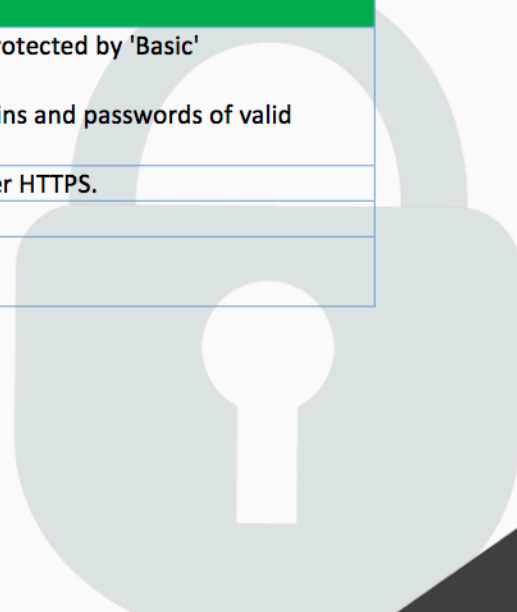 rotected by 'Basic'
ins and passwords of valid
er HTTPS.